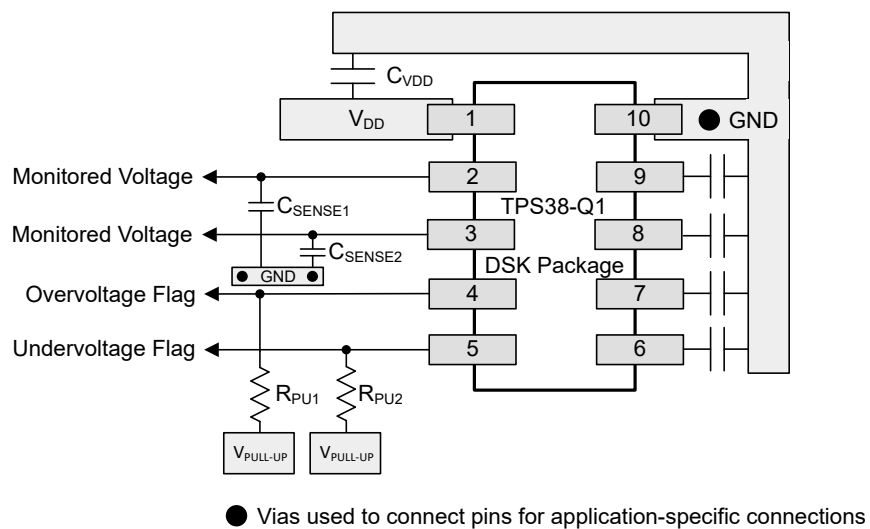 CVDD
VDD
1
10
GND
Monitored Voltage
2
9
CSENSE1
TPS38-Q1
Monitored Voltage
3
8
CSENSE2
DSK Package
GND
Overvoltage Flag
4
7
Undervoltage Flag
5
6
RPU1
RPU2
VPULL-UP
VPULL-UP
Vias used to connect pins for application-specific connections